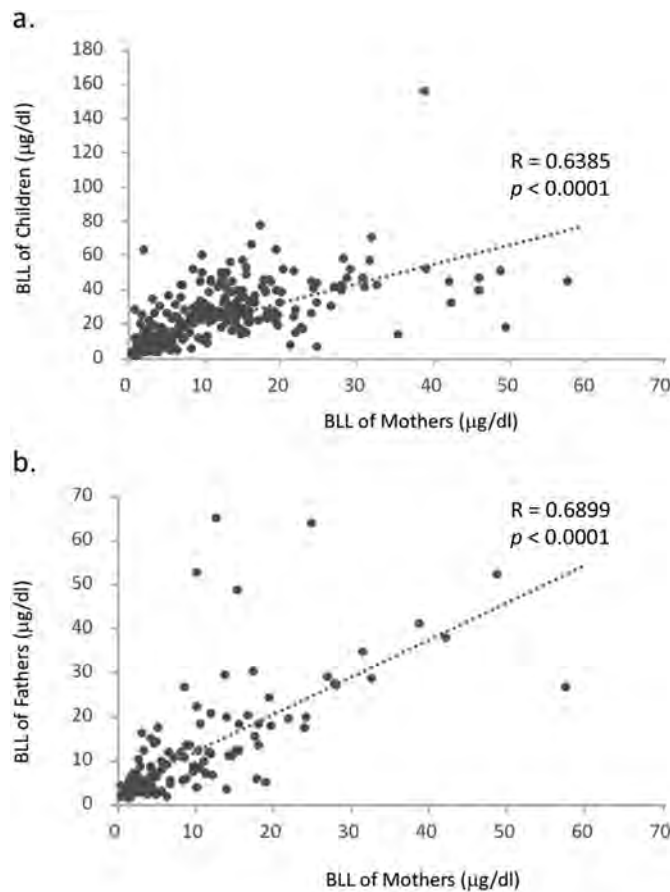 a.
180
160
140
120
100
80
60
40
20
0
BLL of Children (µg/dl)
R = 0.6385
p < 0.0001
0 10 20 30 40 50 60 70
BLL of Mothers (µg/dl)
b.
70
60
50
40
30
20
10
0
BLL of Fathers (µg/dl)
R = 0.6899
p < 0.0001
0 10 20 30 40 50 60 70
BLL of Mothers (µg/dl)